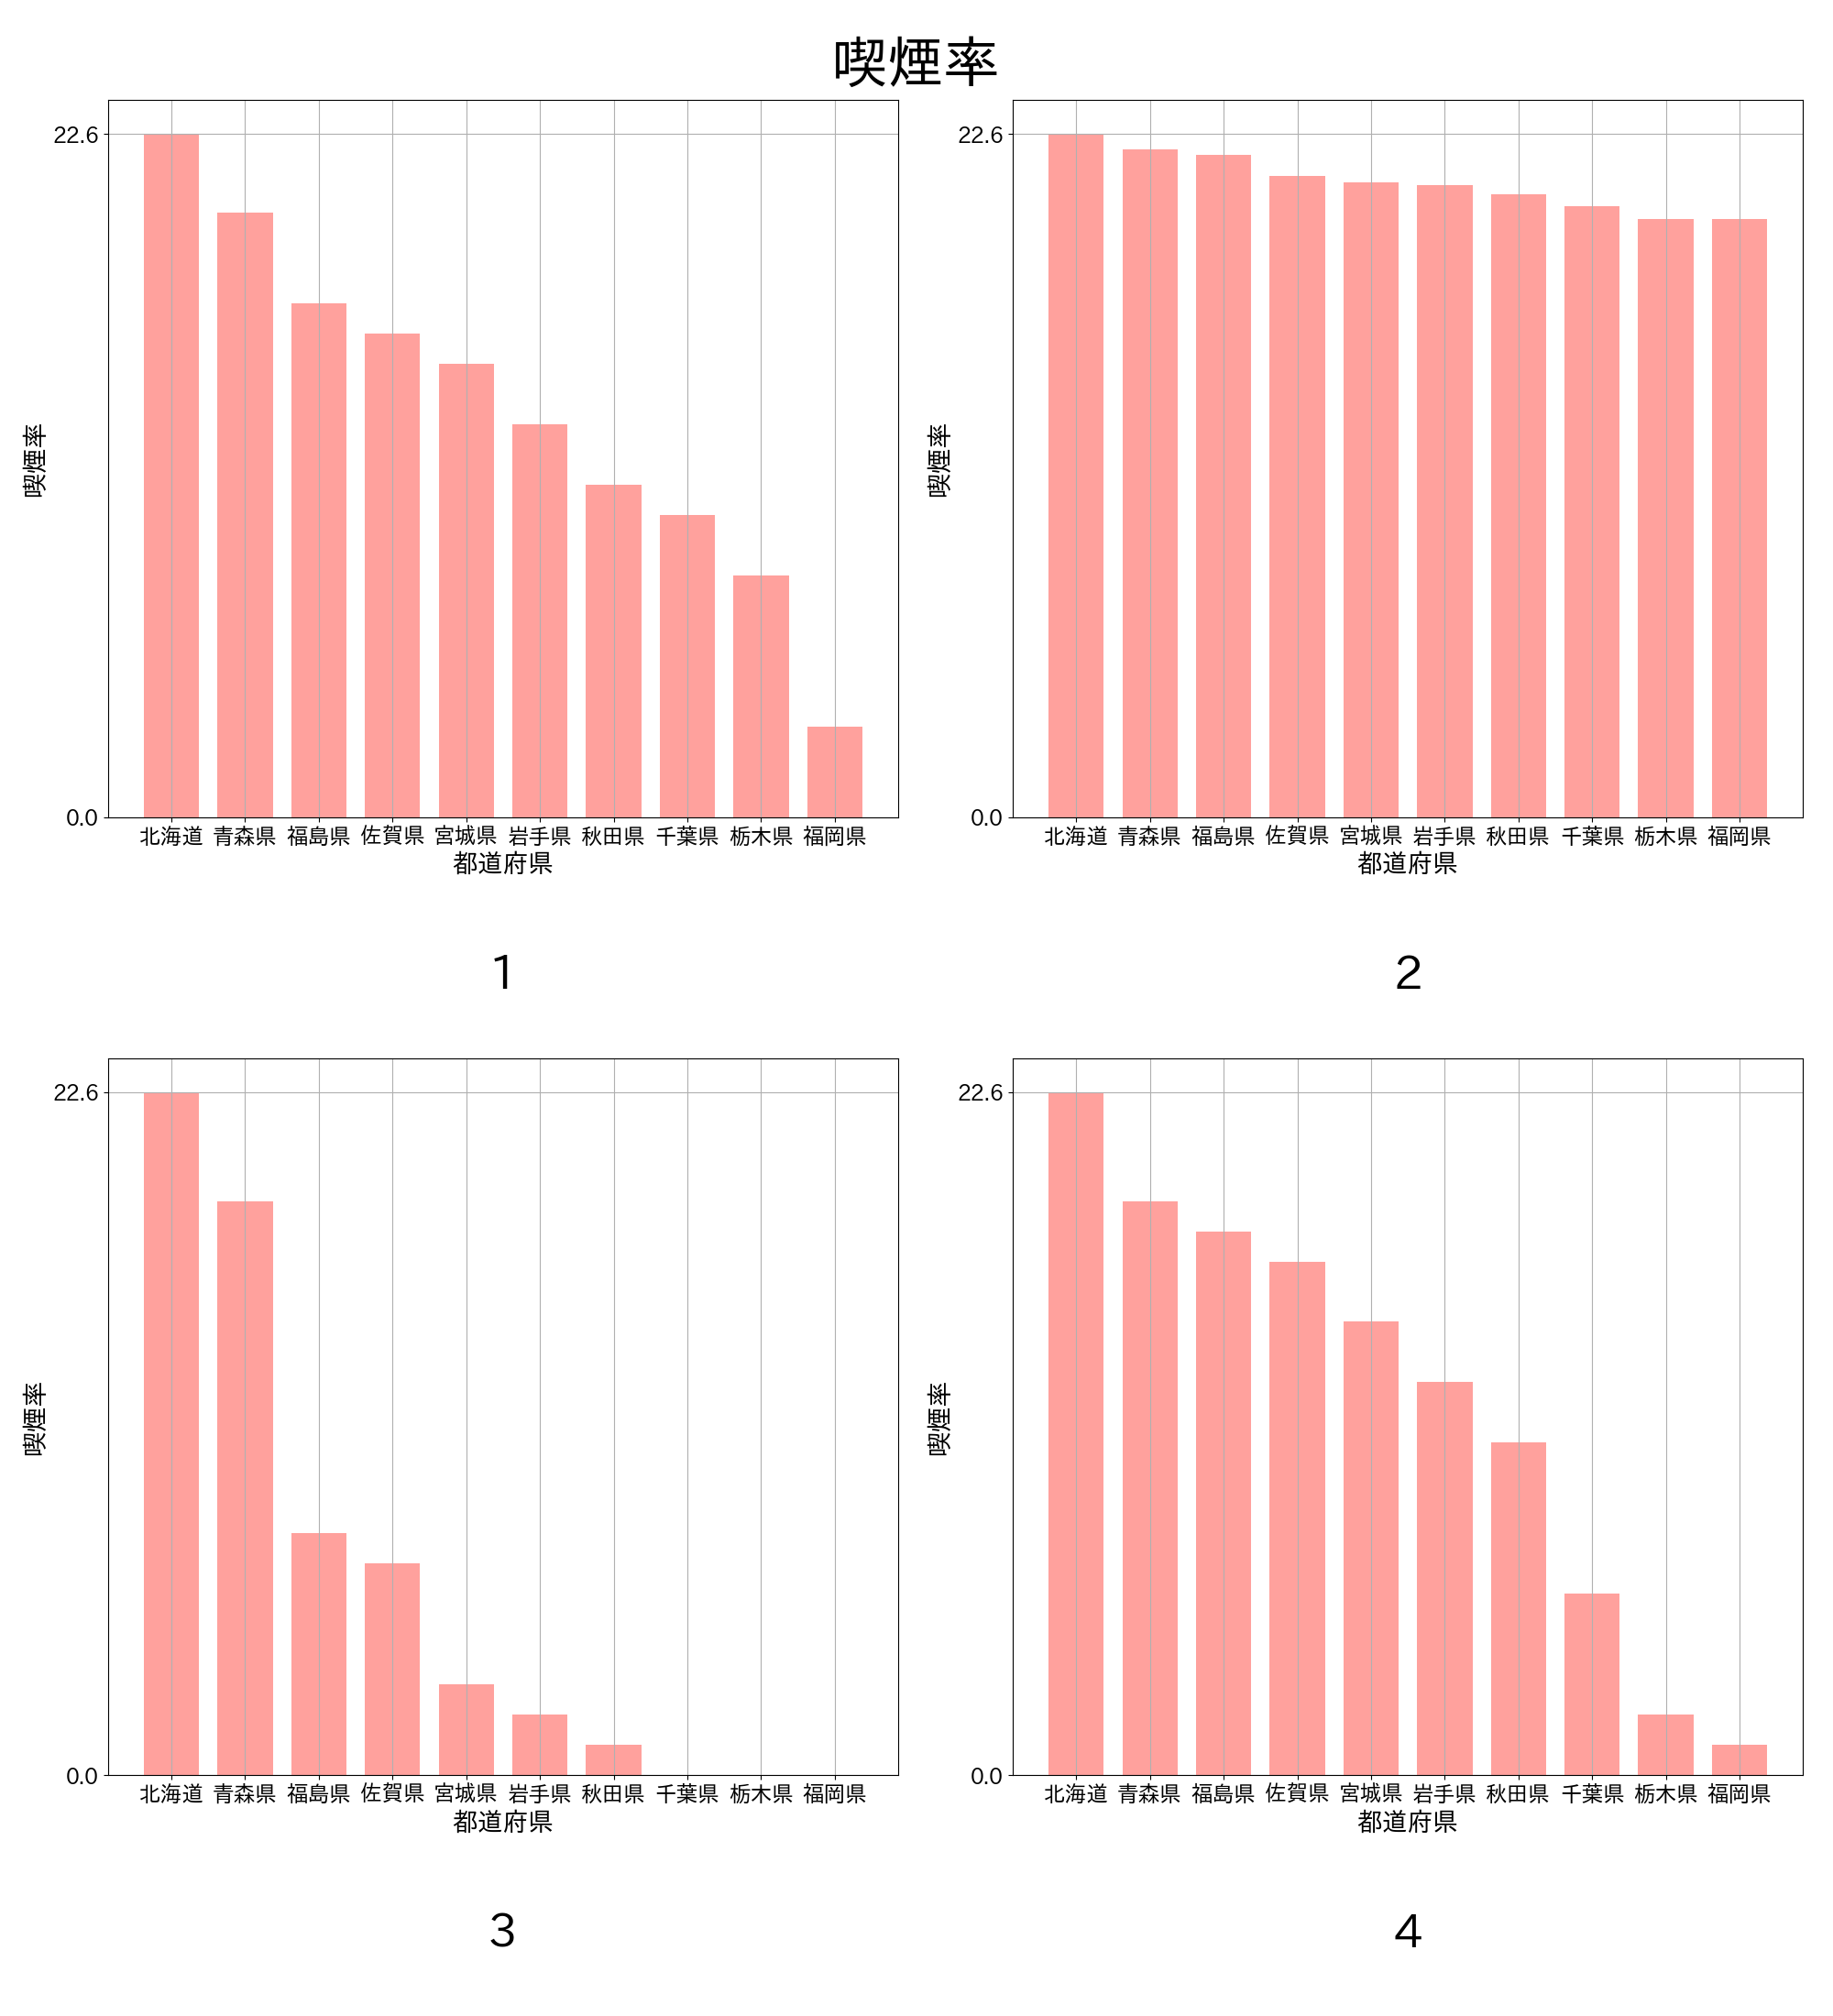 喫煙率
22.6
喫煙率
0.0
北海道 青森県 福島県 佐賀県 宮城県 岩手県 秋田県 千葉県 栃木県 福岡県
都道府県
1
22.6
喫煙率
0.0
北海道 青森県 福島県 佐賀県 宮城県 岩手県 秋田県 千葉県 栃木県 福岡県
都道府県
2
22.6
喫煙率
0.0
北海道 青森県 福島県 佐賀県 宮城県 岩手県 秋田県 千葉県 栃木県 福岡県
都道府県
3
22.6
喫煙率
0.0
北海道 青森県 福島県 佐賀県 宮城県 岩手県 秋田県 千葉県 栃木県 福岡県
都道府県
4